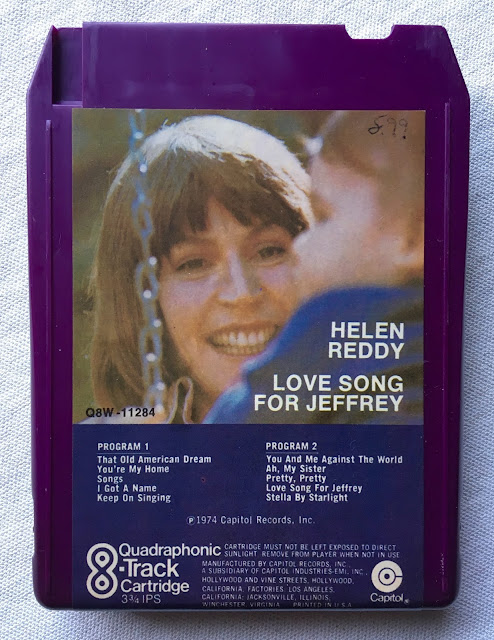 8.99
HELEN
REDDY
LOVE SONG
FOR JEFFREY
Q8W-11284
PROGRAM 1
That Old American Dream
You're My Home
Songs
I Got A Name
Keep On Singing
PROGRAM 2
You And Me Against The World
Ah, My Sister
Pretty, Pretty
Love Song For Jeffrey
Stella By Starlight
℗1974 Capitol Records, Inc.
Quadraphonic
8-Track
Cartridge
3¾ IPS
CARTRIDGE MUST NOT BE LEFT EXPOSED TO DIRECT
SUNLIGHT. REMOVE FROM PLAYER WHEN NOT IN USE
MANUFACTURED BY CAPITOL RECORDS, INC.,
A SUBSIDIARY OF CAPITOL INDUSTRIES-EMI, INC.
HOLLYWOOD AND VINE STREETS, HOLLYWOOD,
CALIFORNIA, FACTORIES: LOS ANGELES,
CALIFORNIA; JACKSONVILLE, ILLINOIS,
WINCHESTER, VIRGINIA PRINTED IN U.S.A.
Capitol®